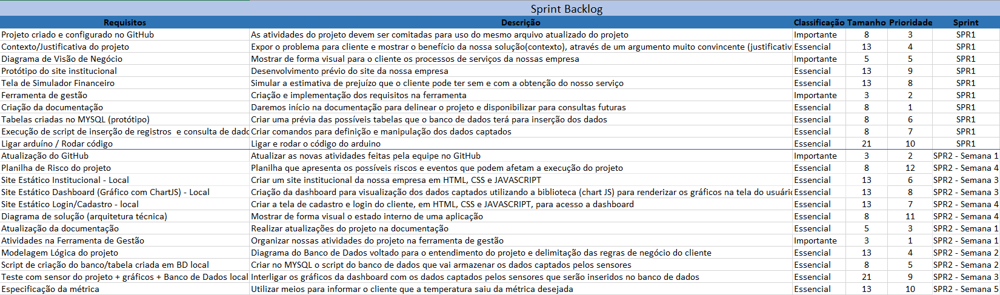 Sprint Backlog
Requisitos Descrição Classificação Tamanho Prioridade Sprint
Projeto criado e configurado no GitHub As atividades do projeto devem ser comitadas para uso do mesmo arquivo atualizado do projeto Importante 8 3 SPR1
Contexto/Justificativa do projeto Expor o problema para cliente e mostrar o benefício da nossa solução(contexto), através de um argumento muito convincente (justificativ Essencial 13 4 SPR1
Diagrama de Visão de Negócio Mostrar de forma visual para o cliente os processos de serviços da nossas empresa Importante 5 5 SPR1
Protótipo do site institucional Desenvolvimento prévio do site da nossa empresa Essencial 13 9 SPR1
Tela de Simulador Financeiro Simular a estimativa de prejuízo que o cliente pode ter sem e com a obtenção do nosso serviço Essencial 13 8 SPR1
Ferramenta de gestão Criação e implementação dos requisitos na ferramenta Importante 3 2 SPR1
Criação da documentação Daremos início na documentação para delinear o projeto e disponibilizar para consultas futuras Essencial 8 1 SPR1
Tabelas criadas no MYSQL (protótipo) Criar uma prévia das possíveis tabelas que o banco de dados terá para inserção dos dados Essencial 8 6 SPR1
Execução de script de inserção de registros e consulta de dado Criar comandos para definição e manipulação dos dados captados Essencial 8 7 SPR1
Ligar arduíno / Rodar código Ligar e rodar o código do arduino Essencial 21 10 SPR1
Atualização do GitHub Atualizar as novas atividades feitas pela equipe no GitHub Importante 3 2 SPR2 - Semana 1
Planilha de Risco do projeto Planilha que apresenta os possíveis riscos e eventos que podem afetam a execução do projeto Essencial 8 12 SPR2 - Semana 4
Site Estático Institucional - Local Criar um site institucional da nossa empresa em HTML, CSS e JAVASCRIPT Essencial 13 6 SPR2 - Semana 3
Site Estático Dashboard (Gráfico com ChartJS) - Local Criação da dashboard para visualização dos dados captados utilizando a biblioteca (chart JS) para renderizar os gráficos na tela do usuário Essencial 13 8 SPR2 - Semana 3
Site Estático Login/Cadastro - local Criar a tela de cadastro e login do cliente, em HTML, CSS e JAVASCRIPT, para acesso a dashboard Essencial 13 7 SPR2 - Semana 4
Diagrama de solução (arquitetura técnica) Mostrar de forma visual o estado interno de uma aplicação Essencial 8 11 SPR2 - Semana 4
Atualização da documentação Realizar atualizações do projeto na documentação Essencial 5 3 SPR2 - Semana 1
Atividades na Ferramenta de Gestão Organizar nossas atividades do projeto na ferramenta de gestão Importante 3 1 SPR2 - Semana 1
Modelagem Lógica do projeto Diagrama do Banco de Dados voltado para o entendimento do projeto e delimitação das regras de negócio do cliente Essencial 13 4 SPR2 - Semana 2
Script de criação do banco/tabela criada em BD local Criar no MYSQL o script do banco de dados que vai armazenar os dados captados pelos sensores Essencial 8 5 SPR2 - Semana 2
Teste com sensor do projeto + gráficos + Banco de Dados local Interligar os gráficos da dashboard com os dados captados pelos sensores que serão inseridos no banco de dados Essencial 21 9 SPR2 - Semana 3
Especificação da métrica Utilizar meios para informar o cliente que a temperatura saiu da métrica desejada Essencial 13 10 SPR2 - Semana 5